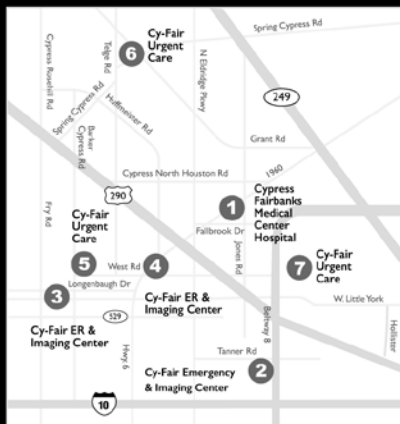 Cy-Fair
Urgent
Care
6
Spring Cypress Rd
Cypress Rosehill Rd
Telge Rd
N Eldridge Pkwy
249
Spring Cypress Rd
Huffmeister Rd
Barker
Cypress Rd
Grant Rd
1960
Cypress North Houston Rd
290
1
Cypress
Fairbanks
Medical
Center
Hospital
Fry Rd
Cy-Fair
Urgent
Care
5
Fallbrook Dr
Jones Rd
West Rd
4
7
Cy-Fair
Urgent
Care
Longenbaugh Dr
3
Cy-Fair ER &
Imaging Center
W. Little York
529
Cy-Fair ER &
Imaging Center
Beltway 8
Hollister
Hwy. 6
Tanner Rd
2
Cy-Fair Emergency
& Imaging Center
10